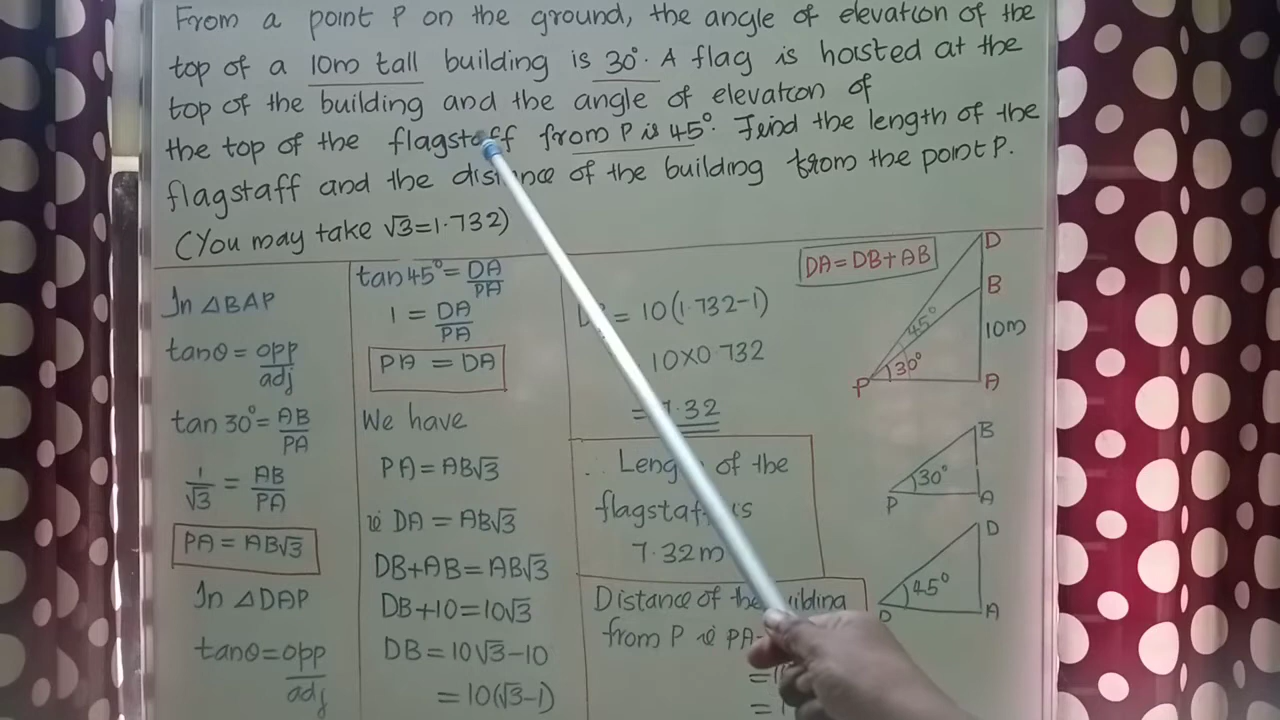 From a point P on the ground, the angle of elevation of the
top of a 10m tall building is 30°. A flag is hoisted at the
top of the building and the angle of elevation of
the top of the flagstaff from P is 45°. Find the length of the
flagstaff and the distance of the building from the point P.
(You may take √3=1.732)
In △BAP
tanθ = opp/adj
tan 30° = AB/PA
1/√3 = AB/PA
PA = AB√3
In △DAP
tanθ = opp/adj
tan 45° = DA/PA
1 = DA/PA
PA = DA
We have
PA = AB√3
ie DA = AB√3
DB+AB = AB√3
DB+10 = 10√3
DB = 10√3-10
= 10(√3-1)
= 10(1.732-1)
10×0.732
= 7.32
∴ Length of the
flagstaff is
7.32m
Distance of the building
from P ie PA
=
=
DA = DB + AB
D
B
45°
10m
30°
P
A
B
30°
P
A
D
45°
P
A